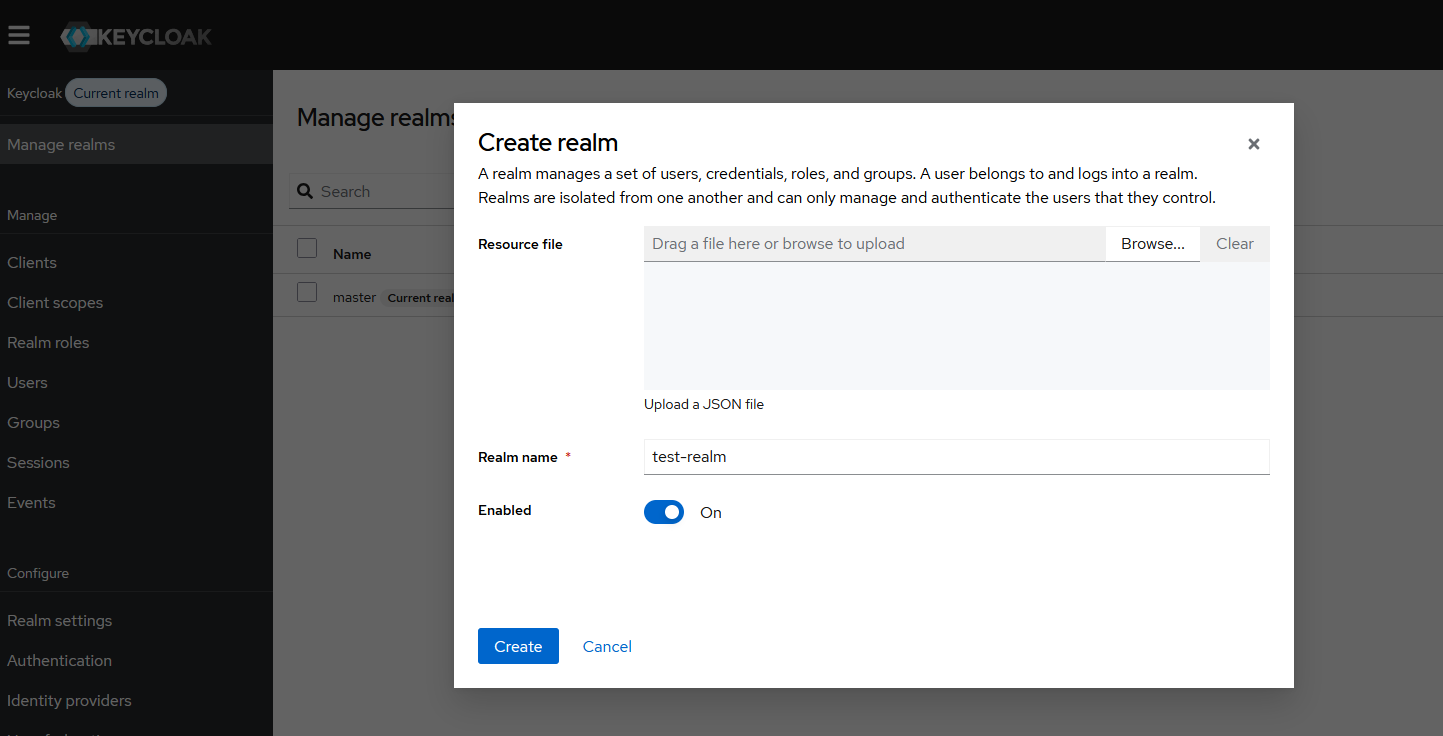 KEYCLOAK
Keycloak Current realm
Manage realms
Manage
Clients
Client scopes
Realm roles
Users
Groups
Sessions
Events
Configure
Realm settings
Authentication
Identity providers
Manage realms
Search
Name
master Current real
Create realm
A realm manages a set of users, credentials, roles, and groups. A user belongs to and logs into a realm.
Realms are isolated from one another and can only manage and authenticate the users that they control.
Resource file
Drag a file here or browse to upload
Browse...
Clear
Upload a JSON file
Realm name *
test-realm
Enabled
On
Create
Cancel